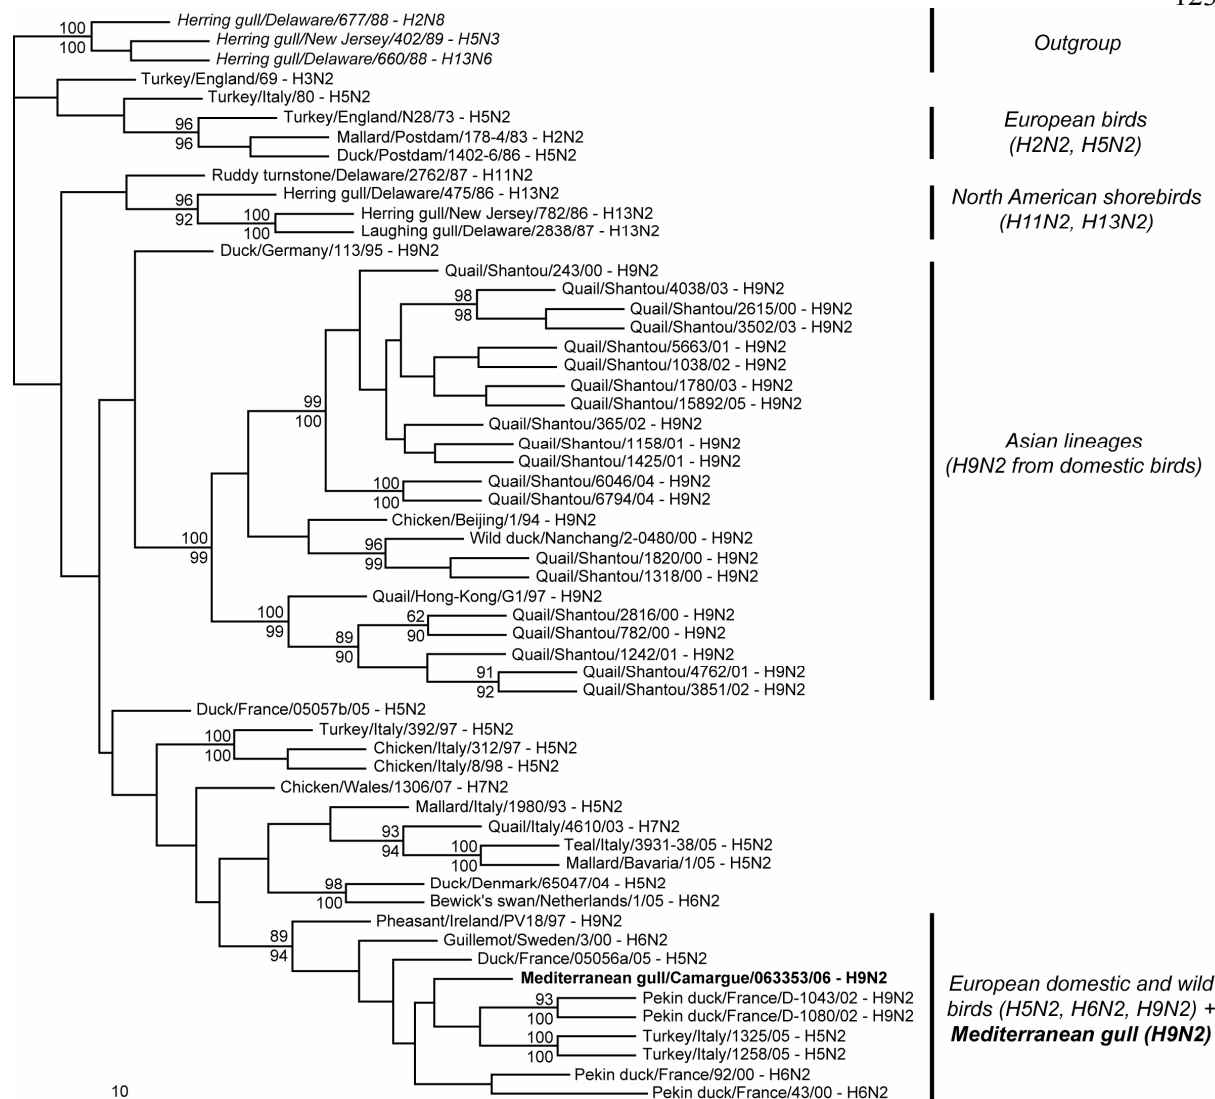 Herring gull/Delaware/677/88 - H2N8
100
100
Herring gull/New Jersey/402/89 - H5N3
Herring gull/Delaware/660/88 - H13N6
Outgroup
Turkey/England/69 - H3N2
Turkey/Italy/80 - H5N2
Turkey/England/N28/73 - H5N2
96
96
Mallard/Postdam/178-4/83 - H2N2
Duck/Postdam/1402-6/86 - H5N2
European birds
(H2N2, H5N2)
Ruddy turnstone/Delaware/2762/87 - H11N2
Herring gull/Delaware/475/86 - H13N2
96
92
Herring gull/New Jersey/782/86 - H13N2
100
100
Laughing gull/Delaware/2838/87 - H13N2
North American shorebirds
(H11N2, H13N2)
Duck/Germany/113/95 - H9N2
Quail/Shantou/243/00 - H9N2
Quail/Shantou/4038/03 - H9N2
98
98
Quail/Shantou/2615/00 - H9N2
Quail/Shantou/3502/03 - H9N2
Quail/Shantou/5663/01 - H9N2
Quail/Shantou/1038/02 - H9N2
Quail/Shantou/1780/03 - H9N2
Quail/Shantou/15892/05 - H9N2
99
100
Quail/Shantou/365/02 - H9N2
Quail/Shantou/1158/01 - H9N2
Quail/Shantou/1425/01 - H9N2
Asian lineages
(H9N2 from domestic birds)
Quail/Shantou/6046/04 - H9N2
100
100
Quail/Shantou/6794/04 - H9N2
Chicken/Beijing/1/94 - H9N2
Wild duck/Nanchang/2-0480/00 - H9N2
100
99
96
99
Quail/Shantou/1820/00 - H9N2
Quail/Shantou/1318/00 - H9N2
Quail/Hong-Kong/G1/97 - H9N2
100
99
Quail/Shantou/2816/00 - H9N2
62
90
Quail/Shantou/782/00 - H9N2
89
90
Quail/Shantou/1242/01 - H9N2
Quail/Shantou/4762/01 - H9N2
91
92
Quail/Shantou/3851/02 - H9N2
Duck/France/05057b/05 - H5N2
Turkey/Italy/392/97 - H5N2
100
100
Chicken/Italy/312/97 - H5N2
Chicken/Italy/8/98 - H5N2
Chicken/Wales/1306/07 - H7N2
Mallard/Italy/1980/93 - H5N2
Quail/Italy/4610/03 - H7N2
93
94
Teal/Italy/3931-38/05 - H5N2
100
100
Mallard/Bavaria/1/05 - H5N2
Duck/Denmark/65047/04 - H5N2
98
100
Bewick's swan/Netherlands/1/05 - H6N2
Pheasant/Ireland/PV18/97 - H9N2
89
94
Guillemot/Sweden/3/00 - H6N2
Duck/France/05056a/05 - H5N2
Mediterranean gull/Camargue/063353/06 - H9N2
Pekin duck/France/D-1043/02 - H9N2
93
100
Pekin duck/France/D-1080/02 - H9N2
Turkey/Italy/1325/05 - H5N2
100
100
Turkey/Italy/1258/05 - H5N2
Pekin duck/France/92/00 - H6N2
Pekin duck/France/43/00 - H6N2
European domestic and wild
birds (H5N2, H6N2, H9N2) +
Mediterranean gull (H9N2)
10